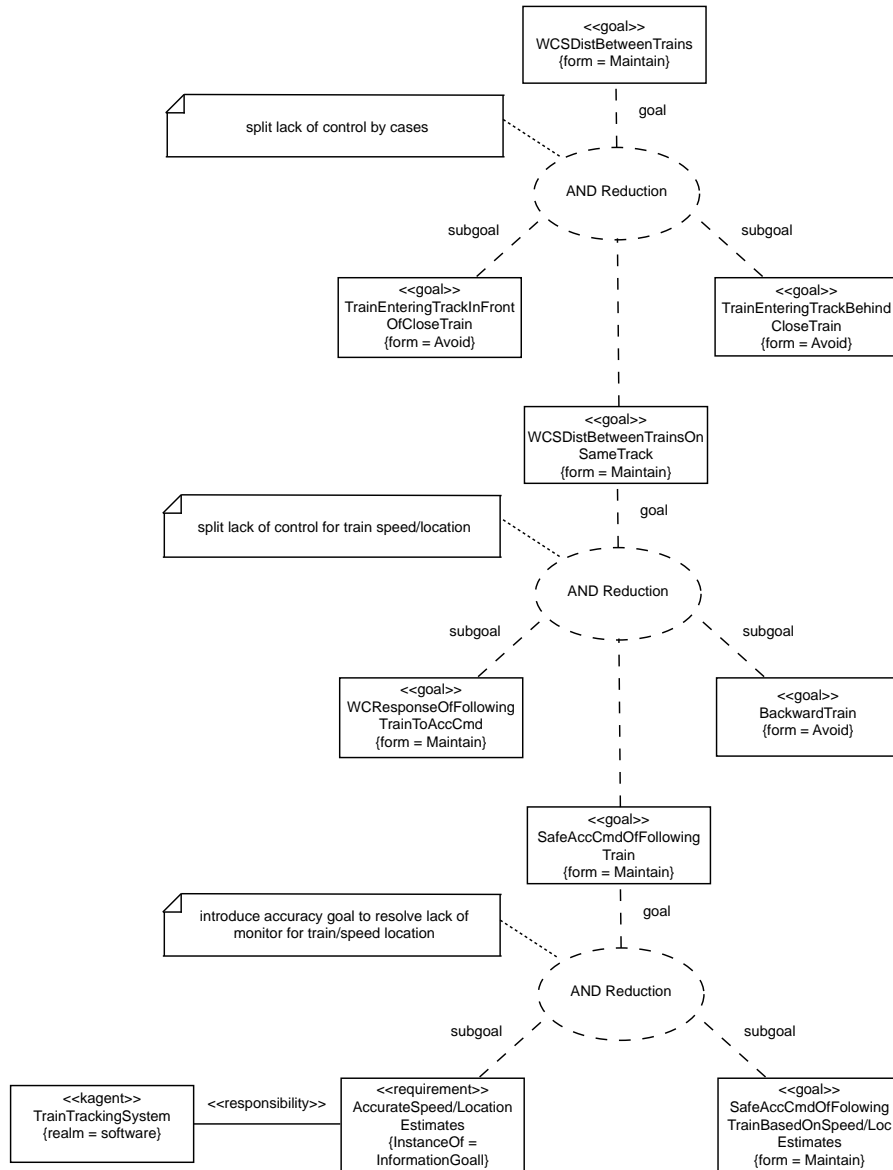 <<goal>>
WCSDistBetweenTrains
{form = Maintain}
goal
split lack of control by cases
AND Reduction
subgoal
subgoal
<<goal>>
TrainEnteringTrackInFront
OfCloseTrain
{form = Avoid}
<<goal>>
TrainEnteringTrackBehind
CloseTrain
{form = Avoid}
<<goal>>
WCSDistBetweenTrainsOn
SameTrack
{form = Maintain}
goal
split lack of control for train speed/location
AND Reduction
subgoal
subgoal
<<goal>>
WCResponseOfFollowing
TrainToAccCmd
{form = Maintain}
<<goal>>
BackwardTrain
{form = Avoid}
<<goal>>
SafeAccCmdOfFollowing
Train
{form = Maintain}
goal
introduce accuracy goal to resolve lack of
monitor for train/speed location
AND Reduction
subgoal
subgoal
<<kagent>>
TrainTrackingSystem
{realm = software}
<<responsibility>>
<<requirement>>
AccurateSpeed/Location
Estimates
{InstanceOf =
InformationGoall}
<<goal>>
SafeAccCmdOfFolowing
TrainBasedOnSpeed/Loc
Estimates
{form = Maintain}